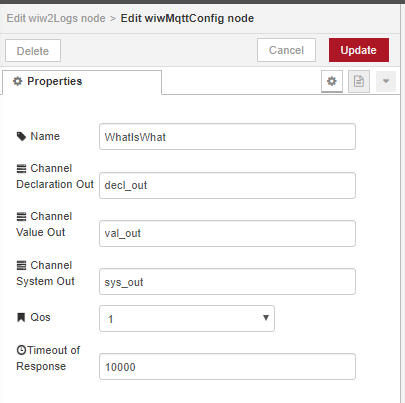 Edit wiw2Logs node > Edit wiwMqttConfig node
Delete
Cancel
Update
Properties
Name
WhatIsWhat
Channel
Declaration Out
decl_out
Channel
Value Out
val_out
Channel
System Out
sys_out
Qos
1
Timeout of
Response
10000